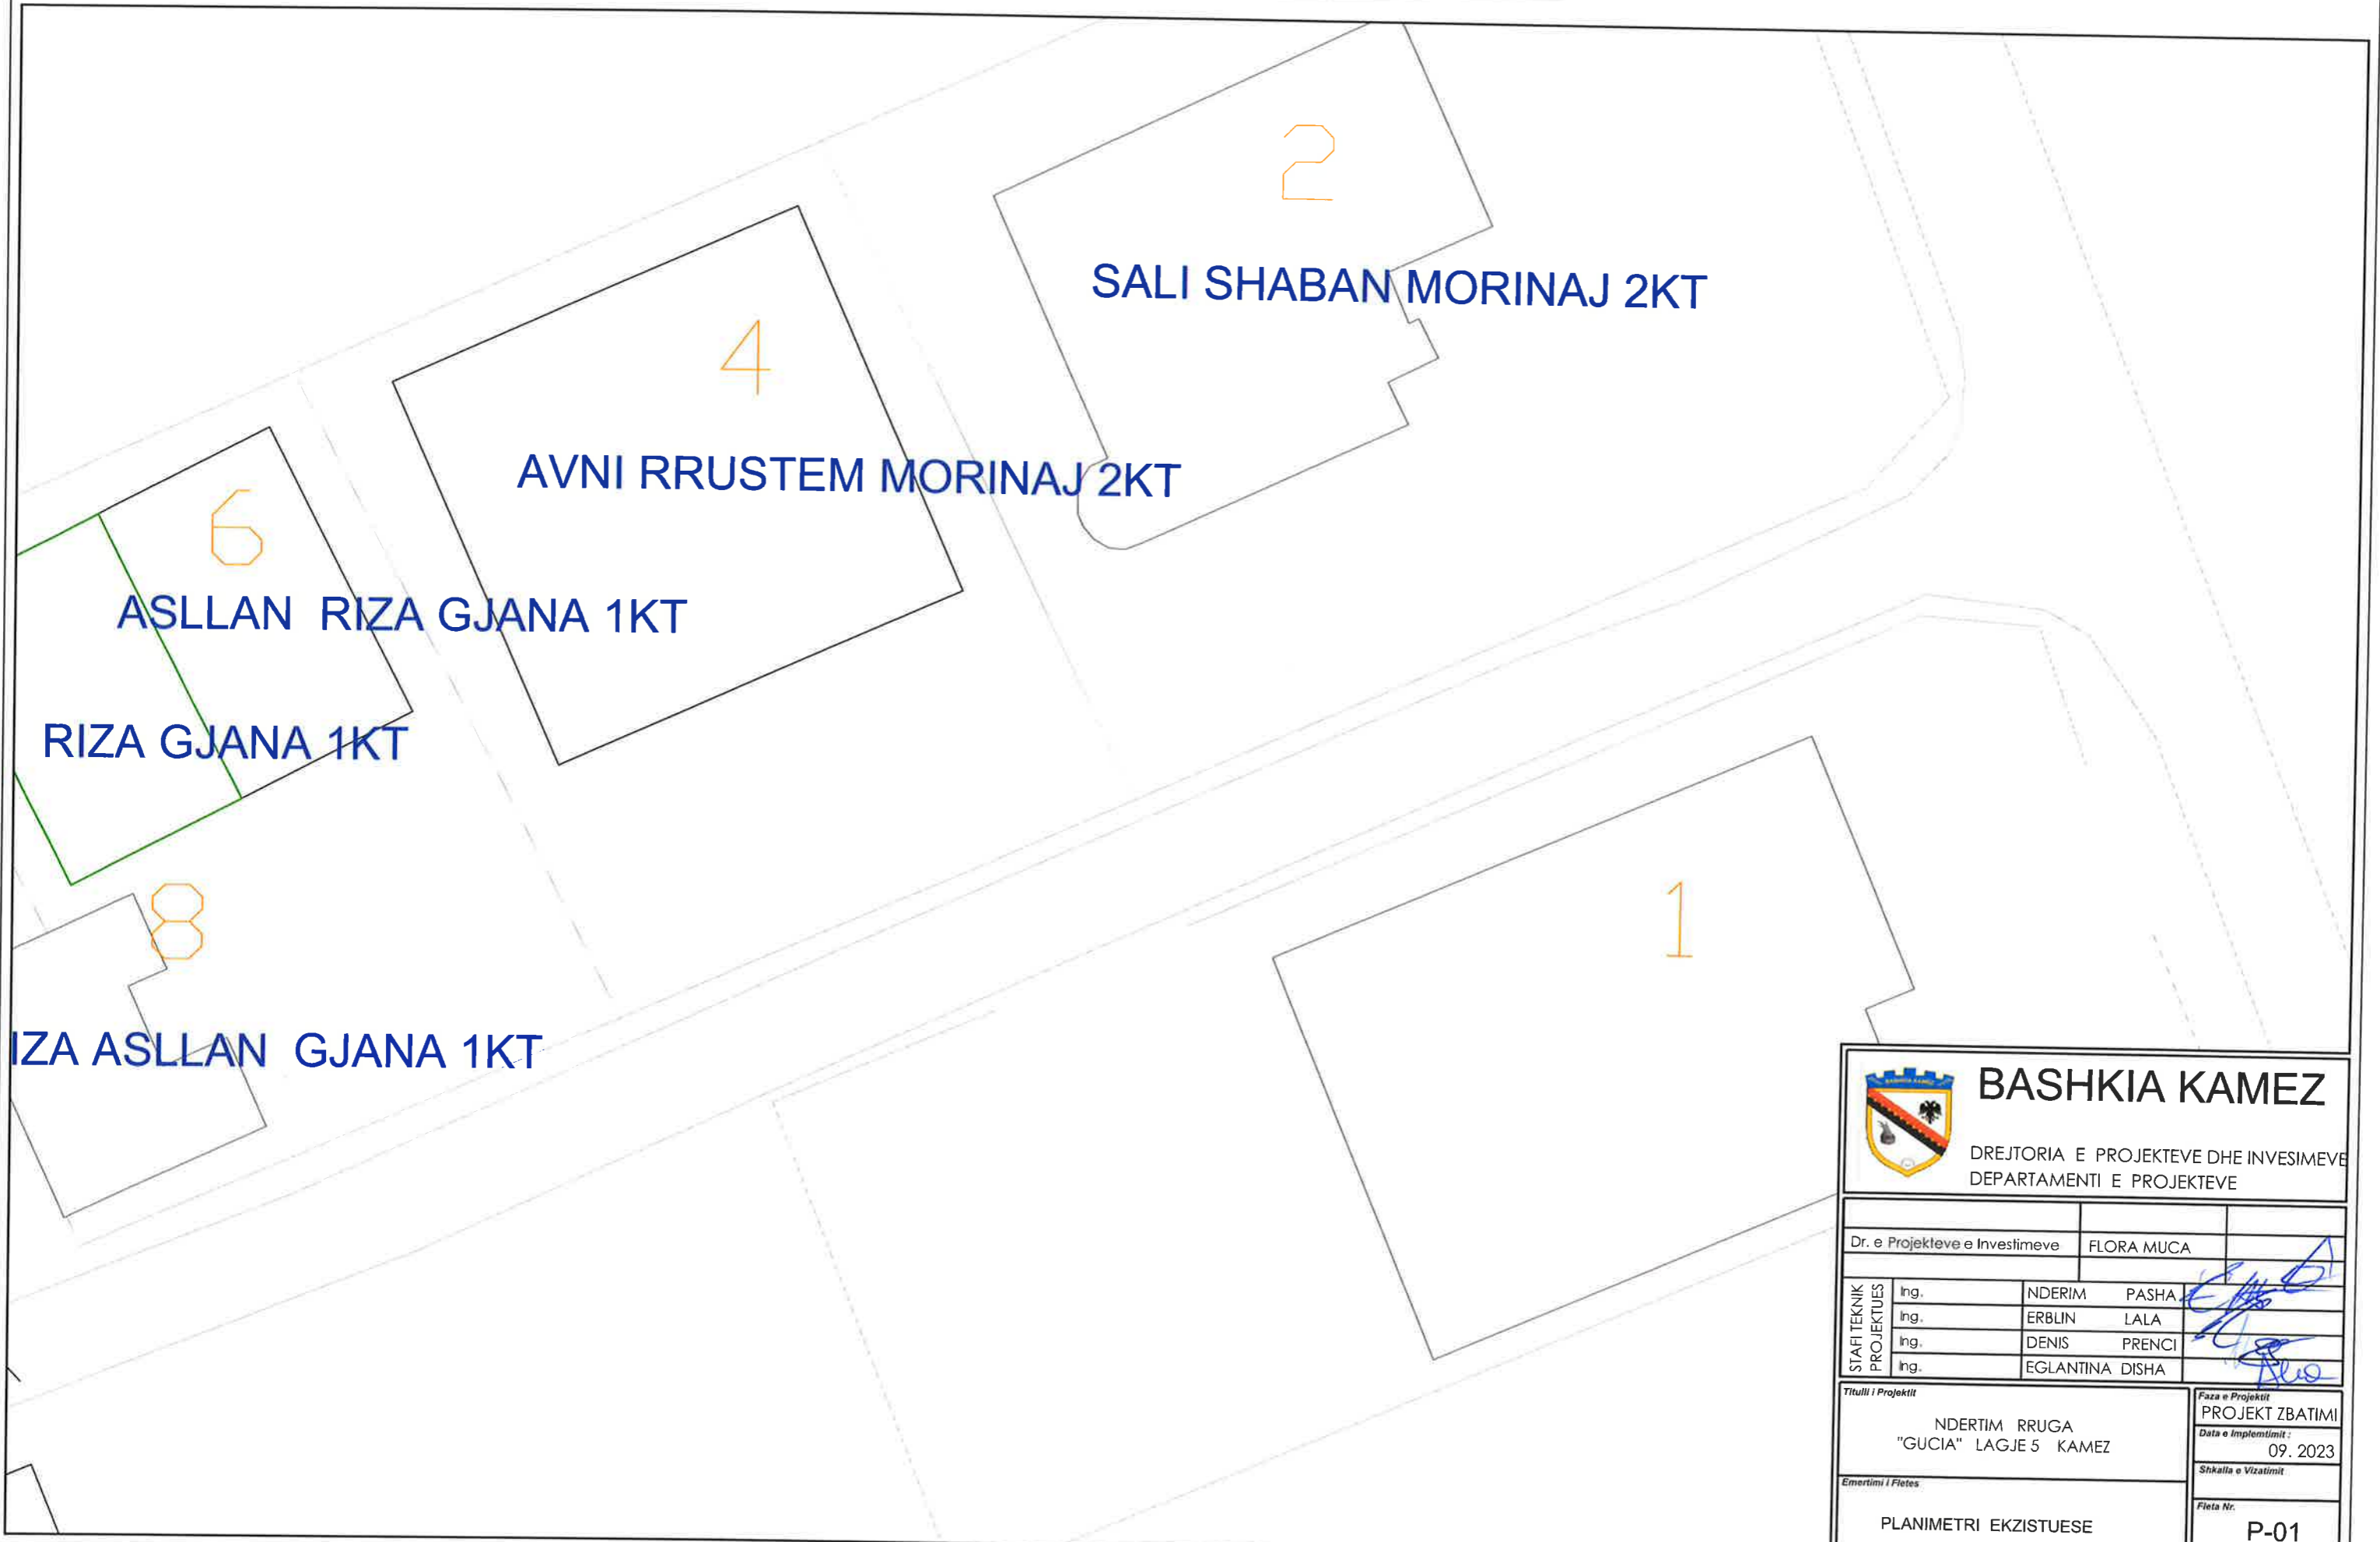 2
SALI SHABAN MORINAJ 2KT
4
AVNI RRUSTEM MORINAJ 2KT
6
ASLLAN RIZA GJANA 1KT
RIZA GJANA 1KT
8
IZA ASLLAN GJANA 1KT
1
BASHKIA KAMEZ
DREJTORIA E PROJEKTEVE DHE INVESIMEVE
DEPARTAMENTI E PROJEKTEVE
Dr. e Projekteve e Investimeve FLORA MUCA
STAFI TEKNIK
PROJEKTUES
Ing. NDERIM PASHA
Ing. ERBLIN LALA
Ing. DENIS PRENCI
Ing. EGLANTINA DISHA
Titulli i Projektit
NDERTIM RRUGA
"GUCIA" LAGJE 5 KAMEZ
Faza e Projektit
PROJEKT ZBATIMI
Data e Implemtimit :
09. 2023
Shkalla e Vizatimit
Emertimi i Fletes
PLANIMETRI EKZISTUESE
Fleta Nr.
P-01